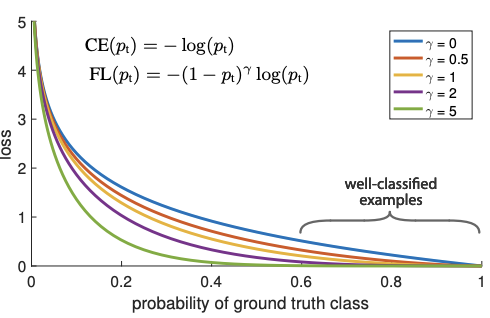 5
4
3
2
1
0
loss
CE(pt) = − log(pt)
FL(pt) = −(1 − pt)γ log(pt)
γ = 0
γ = 0.5
γ = 1
γ = 2
γ = 5
well-classified
examples
0 0.2 0.4 0.6 0.8 1
probability of ground truth class